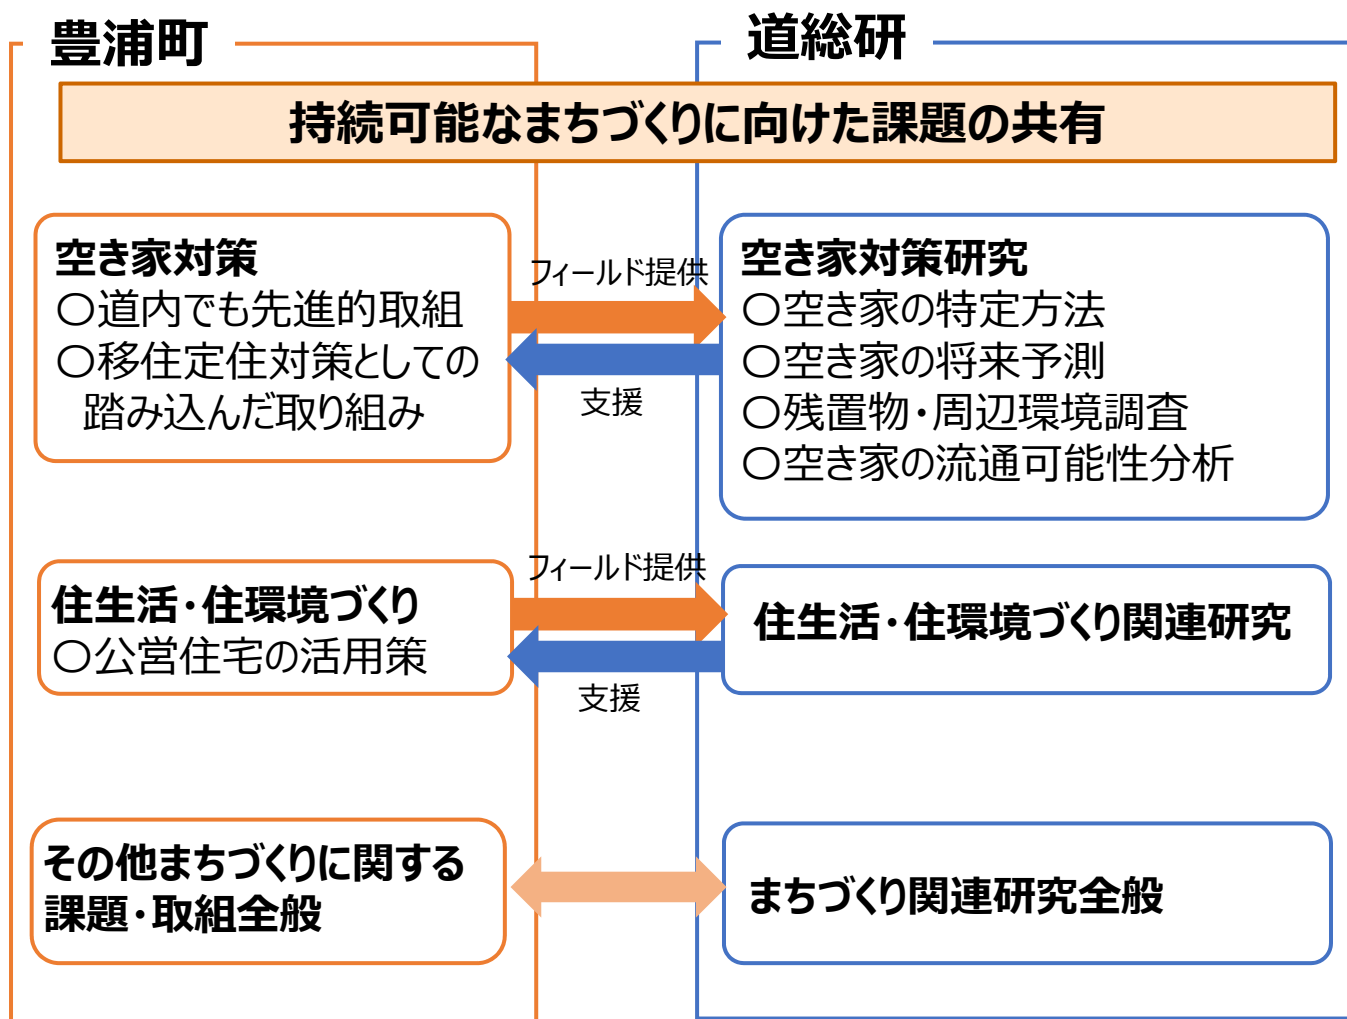 豊浦町
道総研
持続可能なまちづくりに向けた課題の共有
空き家対策
〇道内でも先進的取組
〇移住定住対策としての
踏み込んだ取り組み
フィールド提供
支援
空き家対策研究
〇空き家の特定方法
〇空き家の将来予測
〇残置物・周辺環境調査
〇空き家の流通可能性分析
住生活・住環境づくり
〇公営住宅の活用策
フィールド提供
支援
住生活・住環境づくり関連研究
その他まちづくりに関する
課題・取組全般
まちづくり関連研究全般